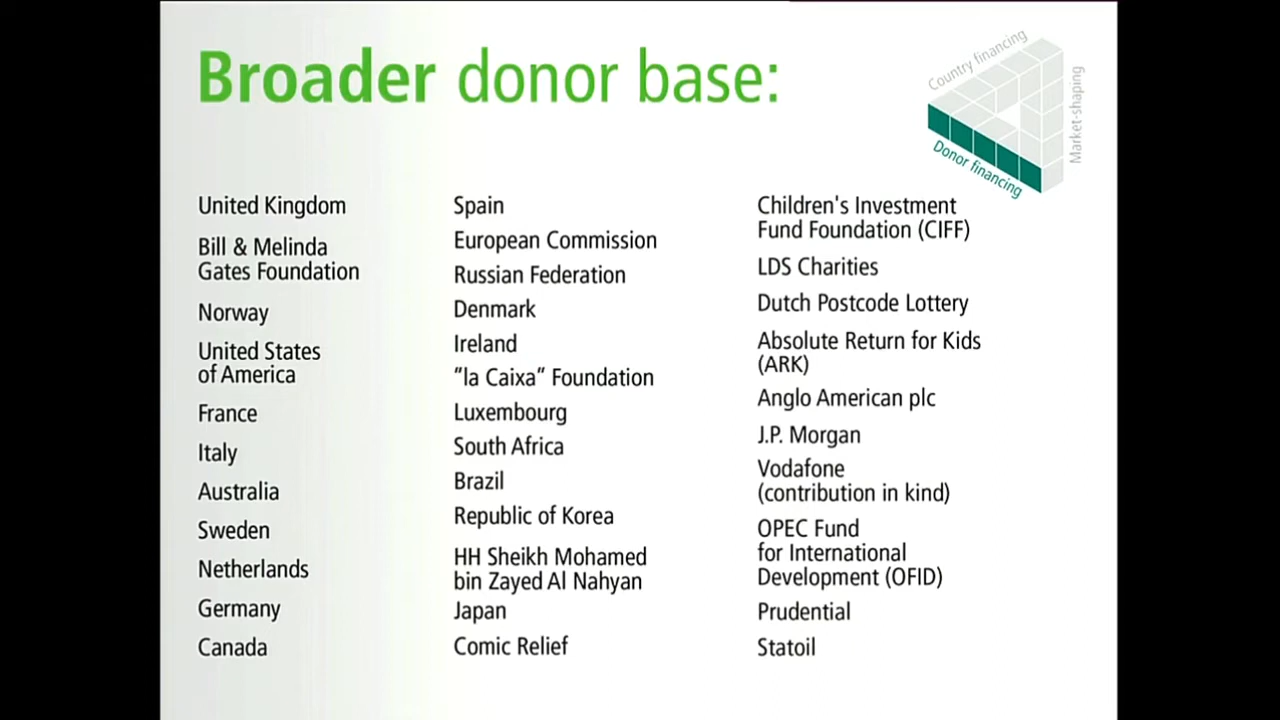 Broader donor base:
Country financing
Market-shaping
Donor financing
United Kingdom
Bill & Melinda
Gates Foundation
Norway
United States
of America
France
Italy
Australia
Sweden
Netherlands
Germany
Canada
Spain
European Commission
Russian Federation
Denmark
Ireland
“la Caixa“ Foundation
Luxembourg
South Africa
Brazil
Republic of Korea
HH Sheikh Mohamed
bin Zayed Al Nahyan
Japan
Comic Relief
Children's Investment
Fund Foundation (CIFF)
LDS Charities
Dutch Postcode Lottery
Absolute Return for Kids
(ARK)
Anglo American plc
J.P. Morgan
Vodafone
(contribution in kind)
OPEC Fund
for International
Development (OFID)
Prudential
Statoil